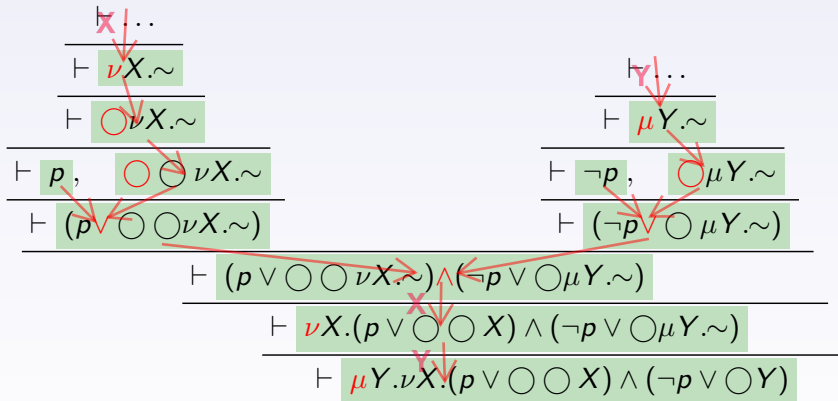 ⊢ ...
X
⊢ νX.∼
⊢ ◯νX.∼
⊢ p, ◯ ◯ νX.∼
⊢ (p ∨ ◯ ◯νX.∼)
⊢ ...
Y
⊢ μY.∼
⊢ ¬p, ◯μY.∼
⊢ (¬p ∨ ◯ μY.∼)
⊢ (p ∨ ◯ ◯ νX.∼)∧(¬p ∨ ◯μY.∼)
X
⊢ νX.(p ∨ ◯ ◯ X) ∧ (¬p ∨ ◯μY.∼)
Y
⊢ μY.νX.(p ∨ ◯ ◯ X) ∧ (¬p ∨ ◯Y)